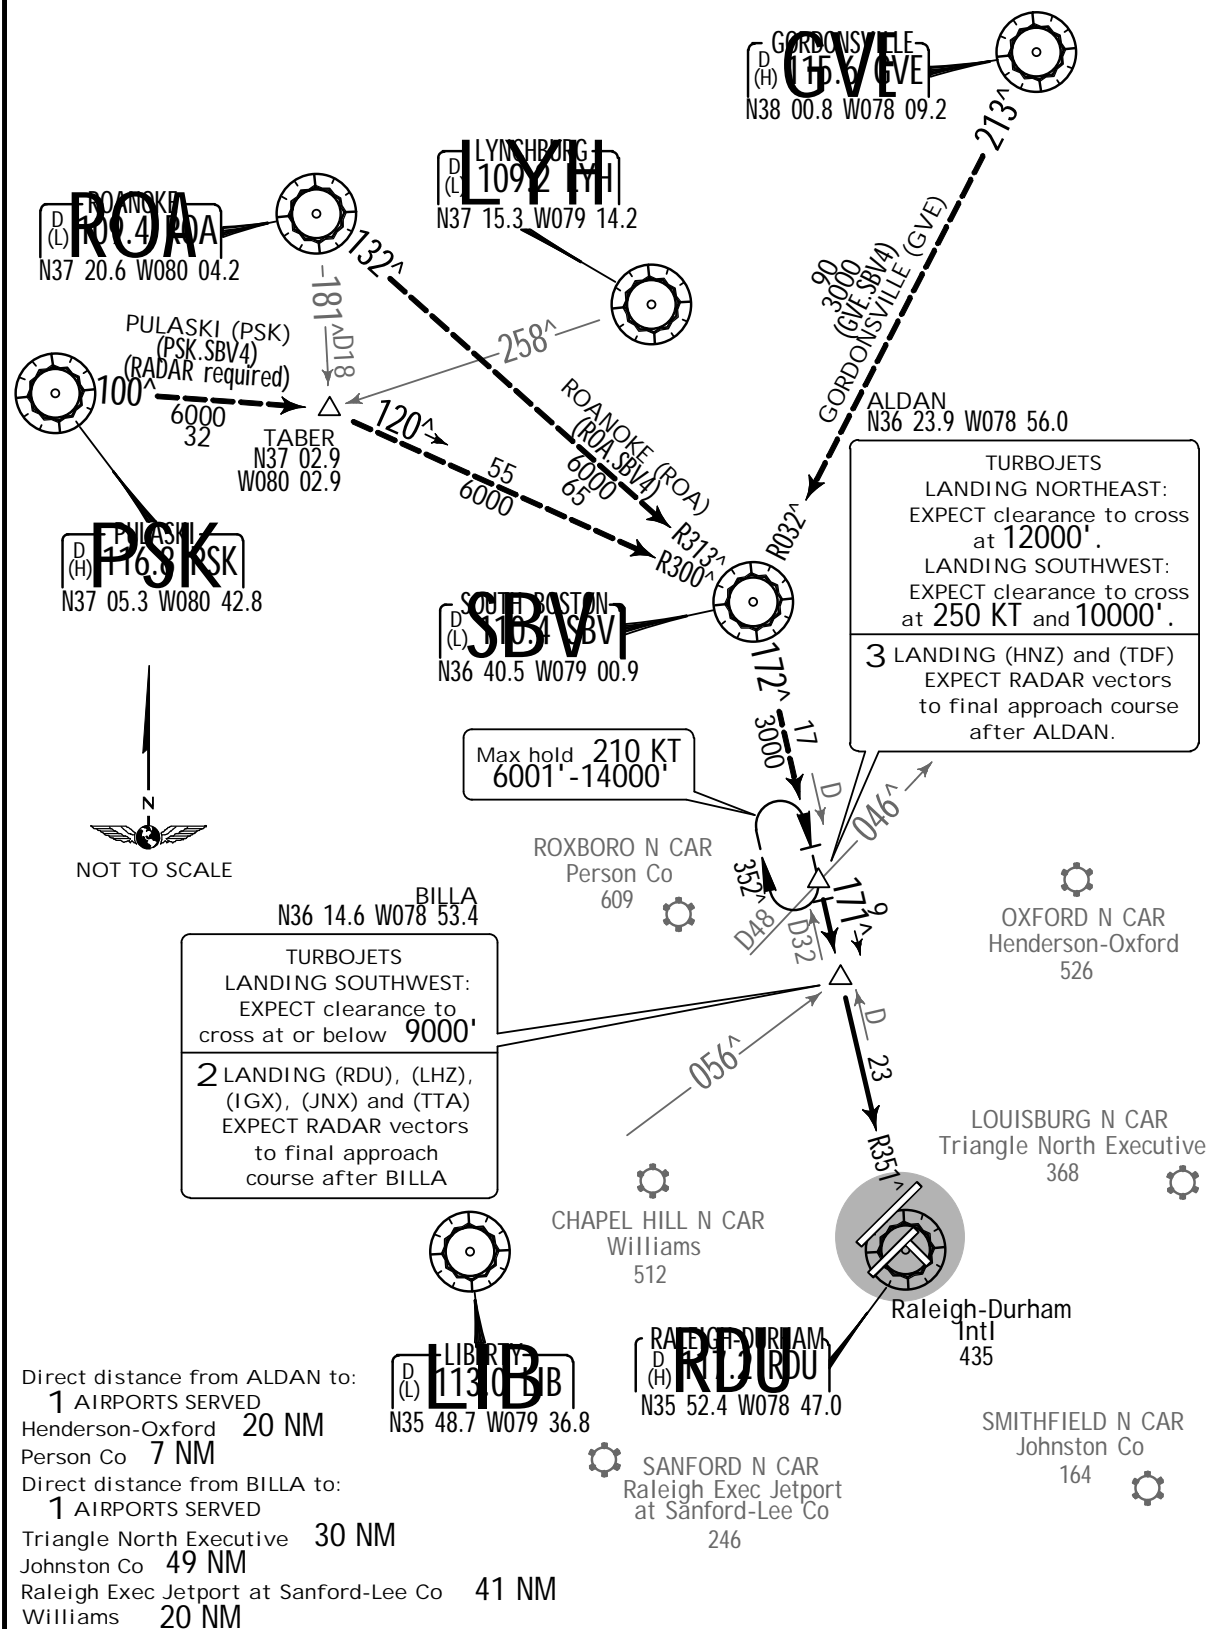 GORDONSVILLE
D
(H) 115.6 GVE
GVE
N38 00.8 W078 09.2
213^
LYNCHBURG
D
(L) 109.2 LYH
LYH
N37 15.3 W079 14.2
ROANOKE
D
(L) 109.4 ROA
ROA
N37 20.6 W080 04.2
132^
181^
D18
258^
PULASKI (PSK)
(PSK.SBV4)
(RADAR required)
100^
6000
32
TABER
N37 02.9
W080 02.9
120^
55
6000
ROANOKE (ROA)
(ROA.SBV4)
6000
65
90
3000
(GVE.SBV4)
GORDONSVILLE (GVE)
R313^
R300^
R032^
PULASKI
D
(H) 116.8 PSK
PSK
N37 05.3 W080 42.8
ALDAN
N36 23.9 W078 56.0
TURBOJETS
LANDING NORTHEAST:
EXPECT clearance to cross
at 12000'.
LANDING SOUTHWEST:
EXPECT clearance to cross
at 250 KT and 10000'.
3 LANDING (HNZ) and (TDF)
EXPECT RADAR vectors
to final approach course
after ALDAN.
SOUTH BOSTON
D
(L) 110.4 SBV
SBV
N36 40.5 W079 00.9
172^
17
3000
D
Max hold 210 KT
6001'-14000'
N
NOT TO SCALE
046^
D48
352^
D32
171^
9
ROXBORO N CAR
Person Co
609
OXFORD N CAR
Henderson-Oxford
526
BILLA
N36 14.6 W078 53.4
TURBOJETS
LANDING SOUTHWEST:
EXPECT clearance to
cross at or below 9000'
2 LANDING (RDU), (LHZ),
(IGX), (JNX) and (TTA)
EXPECT RADAR vectors
to final approach
course after BILLA
056^
D
23
R351^
LOUISBURG N CAR
Triangle North Executive
368
CHAPEL HILL N CAR
Williams
512
Raleigh-Durham
Intl
435
LIBERTY
D
(L) 113.0 LIB
LIB
N35 48.7 W079 36.8
RALEIGH-DURHAM
D
(H) 117.2 RDU
RDU
N35 52.4 W078 47.0
SMITHFIELD N CAR
Johnston Co
164
SANFORD N CAR
Raleigh Exec Jetport
at Sanford-Lee Co
246
Direct distance from ALDAN to:
1 AIRPORTS SERVED
Henderson-Oxford 20 NM
Person Co 7 NM
Direct distance from BILLA to:
1 AIRPORTS SERVED
Triangle North Executive 30 NM
Johnston Co 49 NM
Raleigh Exec Jetport at Sanford-Lee Co 41 NM
Williams 20 NM